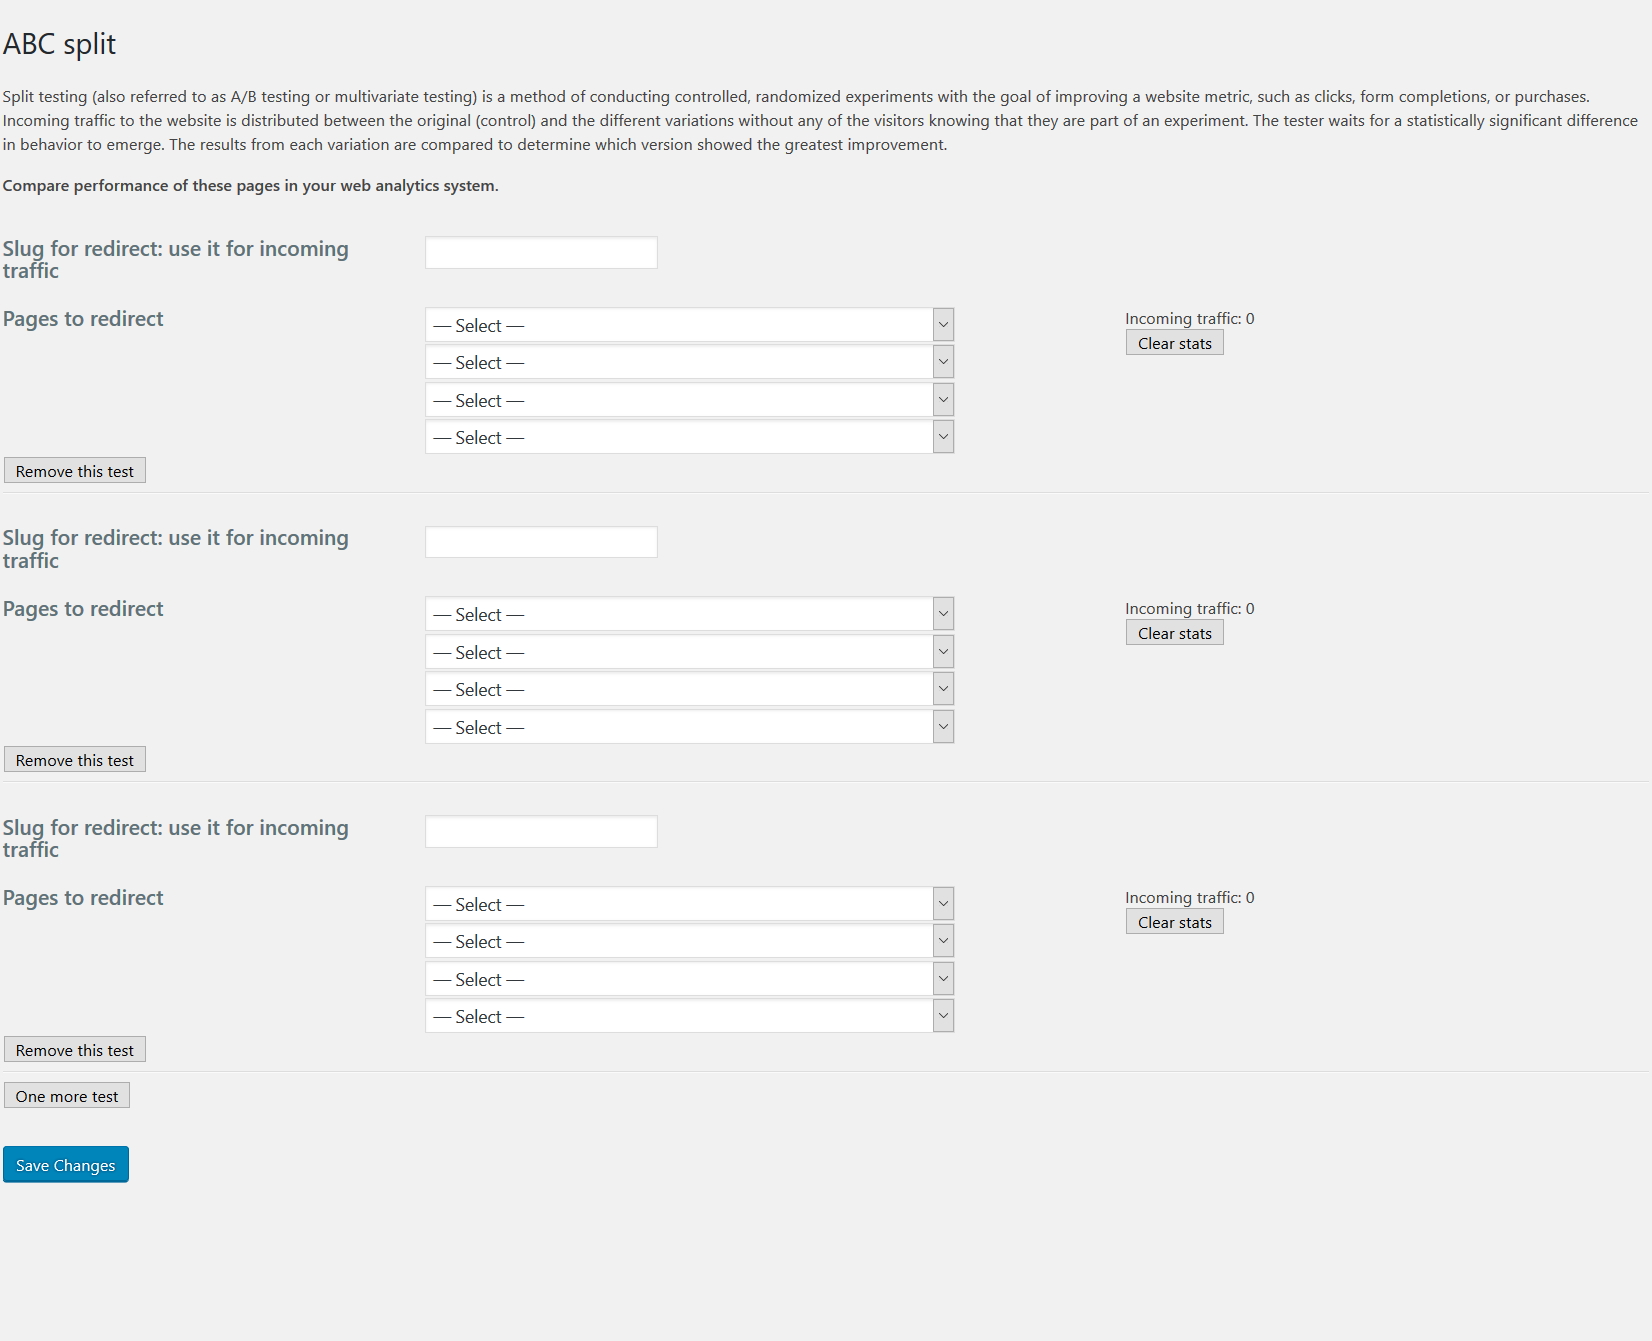 ABC split
Split testing (also referred to as A/B testing or multivariate testing) is a method of conducting controlled, randomized experiments with the goal of improving a website metric, such as clicks, form completions, or purchases.
Incoming traffic to the website is distributed between the original (control) and the different variations without any of the visitors knowing that they are part of an experiment. The tester waits for a statistically significant difference
in behavior to emerge. The results from each variation are compared to determine which version showed the greatest improvement.
Compare performance of these pages in your web analytics system.
Slug for redirect: use it for incoming
traffic
Pages to redirect
— Select —
Incoming traffic: 0
Clear stats
— Select —
— Select —
— Select —
Remove this test
Slug for redirect: use it for incoming
traffic
Pages to redirect
— Select —
Incoming traffic: 0
Clear stats
— Select —
— Select —
— Select —
Remove this test
Slug for redirect: use it for incoming
traffic
Pages to redirect
— Select —
Incoming traffic: 0
Clear stats
— Select —
— Select —
— Select —
Remove this test
One more test
Save Changes